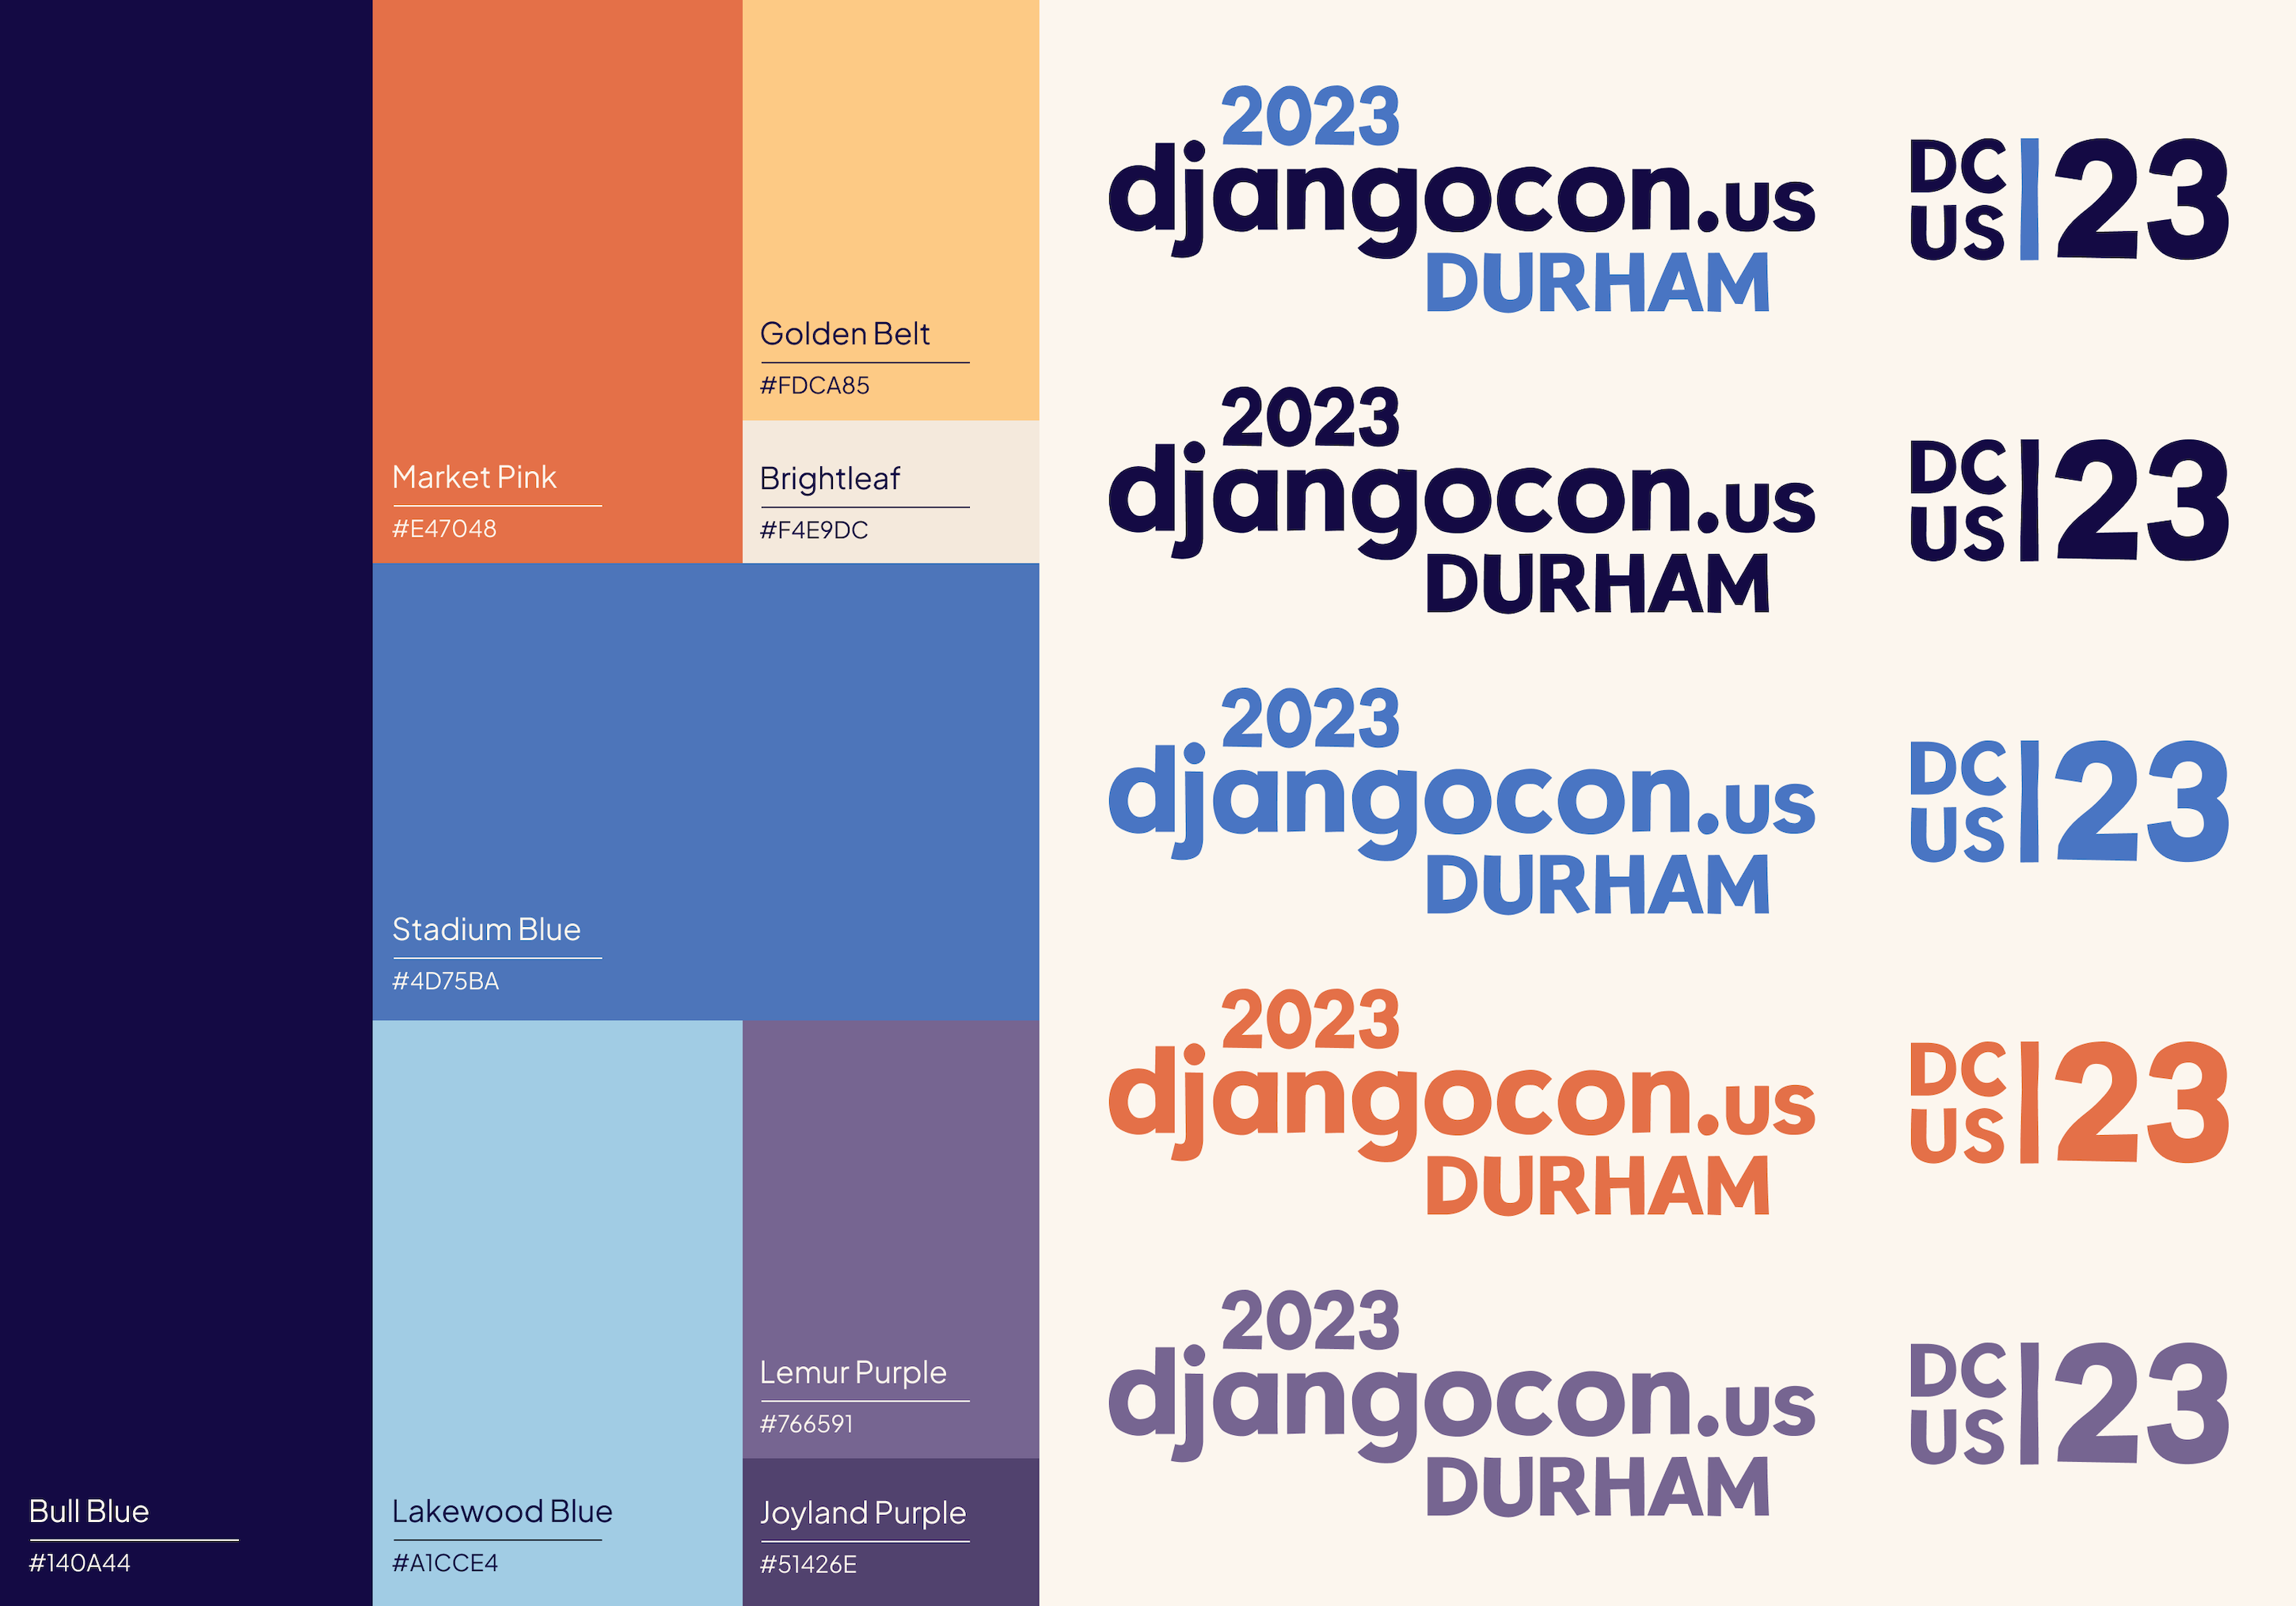 Bull Blue
#140A44
Market Pink
#E47048
Golden Belt
#FDCA85
Brightleaf
#F4E9DC
Stadium Blue
#4D75BA
Lakewood Blue
#A1CCE4
Lemur Purple
#766591
Joyland Purple
#51426E
2023
djangocon.us
DURHAM
DC
US
23
2023
djangocon.us
DURHAM
DC
US
23
2023
djangocon.us
DURHAM
DC
US
23
2023
djangocon.us
DURHAM
DC
US
23
2023
djangocon.us
DURHAM
DC
US
23